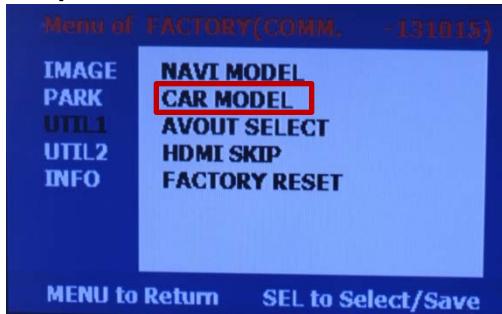 Menu of FACTORY(COMM. -131015)
IMAGE NAVI MODEL
PARK CAR MODEL
UTIL1 AVOUT SELECT
UTIL2 HDMI SKIP
INFO FACTORY RESET
MENU to Return SEL to Select/Save